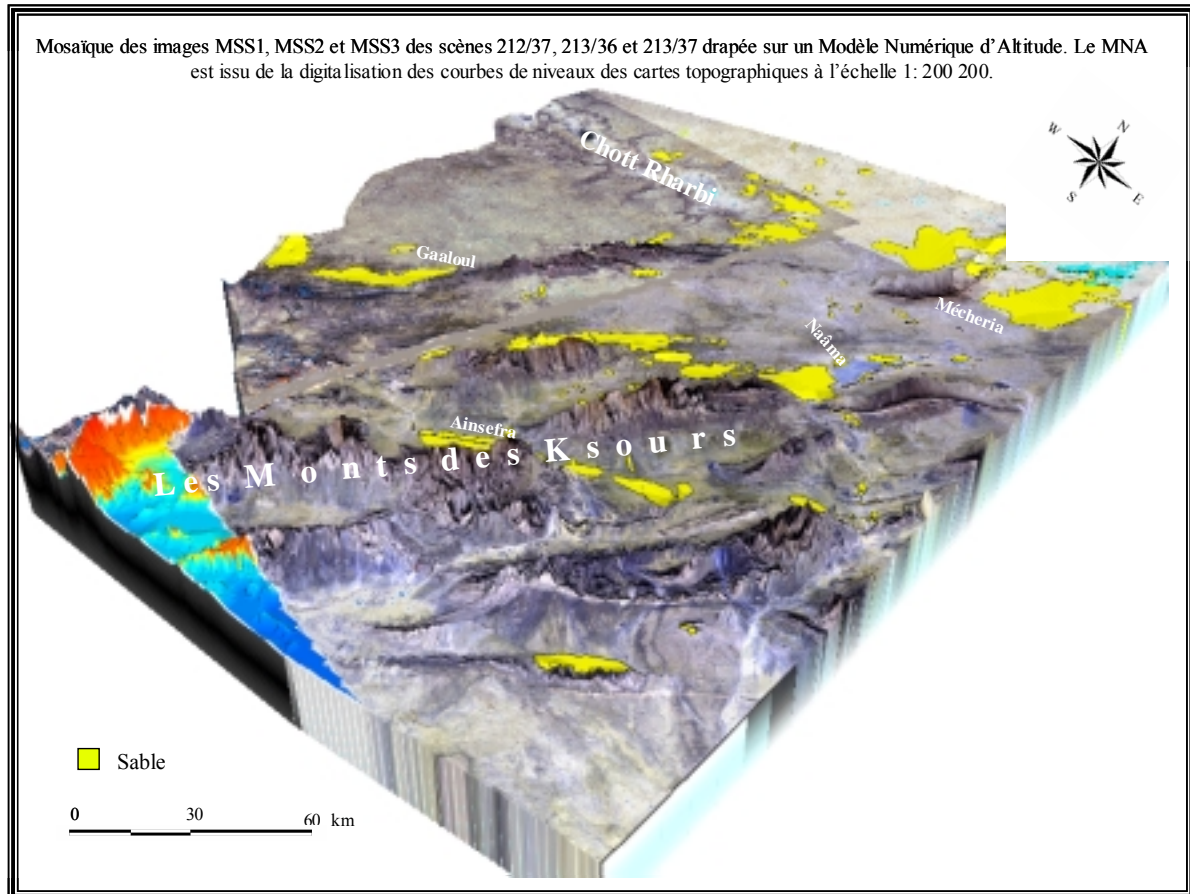 Mosaïque des images MSS1, MSS2 et MSS3 des scènes 212/37, 213/36 et 213/37 drapée sur un Modèle Numérique d'Altitude. Le MNA
est issu de la digitalisation des courbes de niveaux des cartes topographiques à l'échelle 1: 200 200.
N
W
S
E
Chott Rharbi
Gaaloul
Mécheria
Naâma
Ainsefra
Les Monts des Ksours
Sable
0 30 60 km